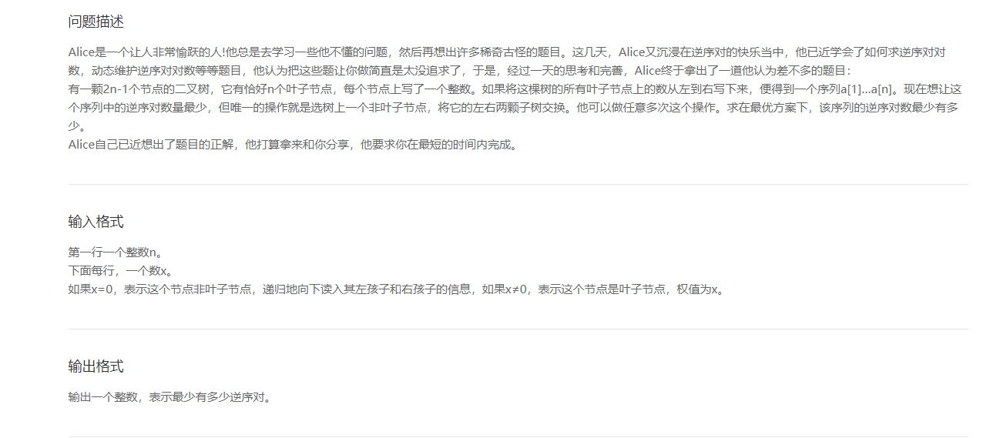 问题描述
Alice是一个让人非常愉跃的人!他总是去学习一些他不懂的问题，然后再想出许多稀奇古怪的题目。这几天，Alice又沉浸在逆序对的快乐当中，他已近学会了如何求逆序对对
数，动态维护逆序对对数等等题目，他认为把这些题让你做简直是太没追求了，于是，经过一天的思考和完善，Alice终于拿出了一道他认为差不多的题目：
有一颗2n-1个节点的二叉树，它有恰好n个叶子节点，每个节点上写了一个整数。如果将这棵树的所有叶子节点上的数从左到右写下来，便得到一个序列a[1]…a[n]。现在想让这
个序列中的逆序对数量最少，但唯一的操作就是选树上一个非叶子节点，将它的左右两颗子树交换。他可以做任意多次这个操作。求在最优方案下，该序列的逆序对数最少有多
少。
Alice自己已近想出了题目的正解，他打算拿来和你分享，他要求你在最短的时间内完成。
输入格式
第一行一个整数n。
下面每行，一个数x。
如果x=0，表示这个节点非叶子节点，递归地向下读入其左孩子和右孩子的信息，如果x≠0，表示这个节点是叶子节点，权值为x。
输出格式
输出一个整数，表示最少有多少逆序对。